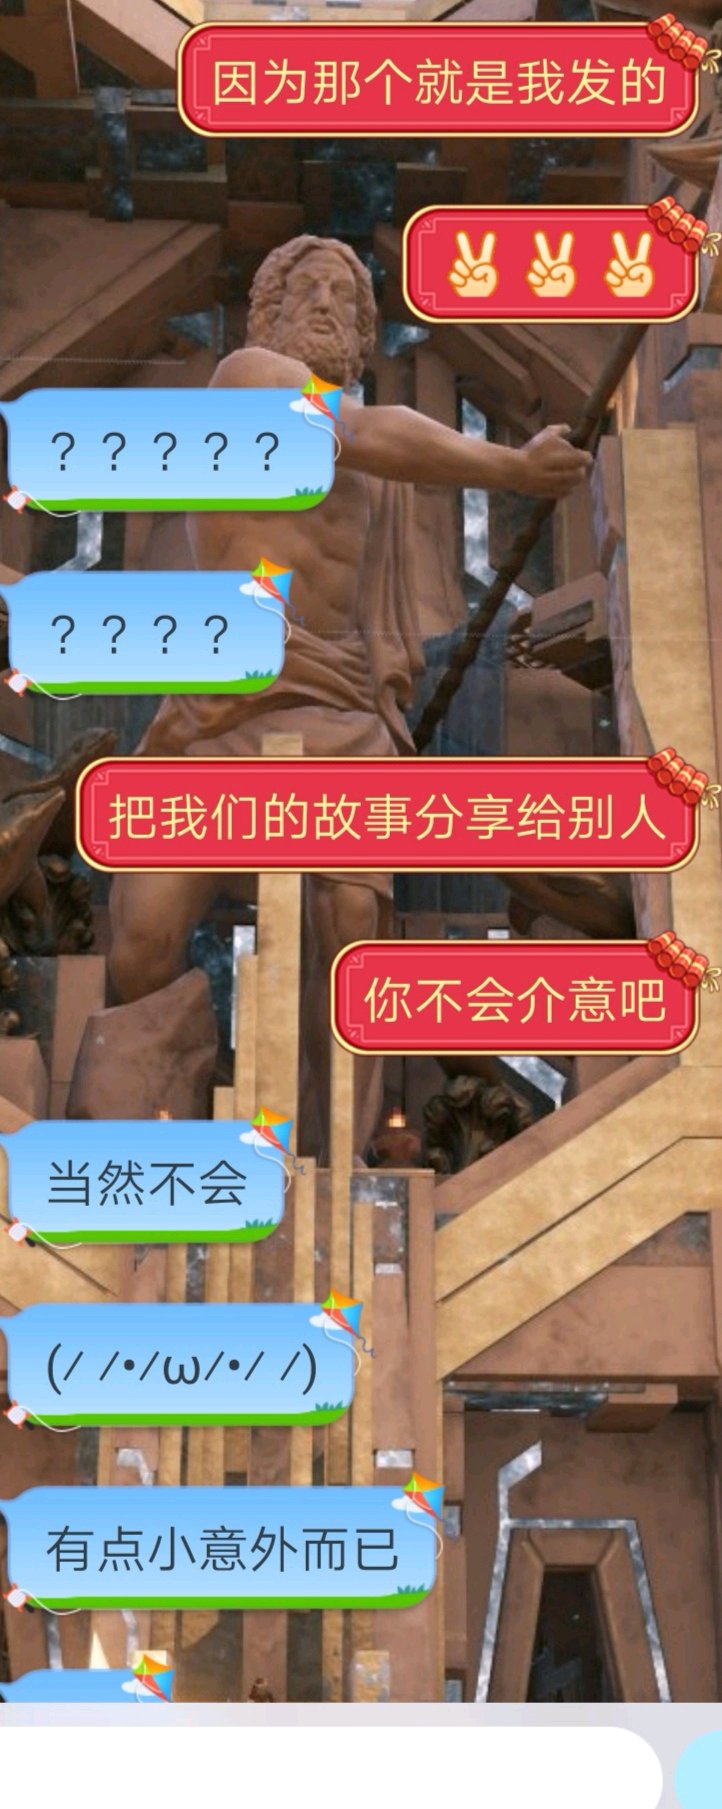 因为那个就是我发的
✌✌✌
？？？？？
？？？？
把我们的故事分享给别人
你不会介意吧
当然不会
(/ /•/ω/•/ /)
有点小意外而已